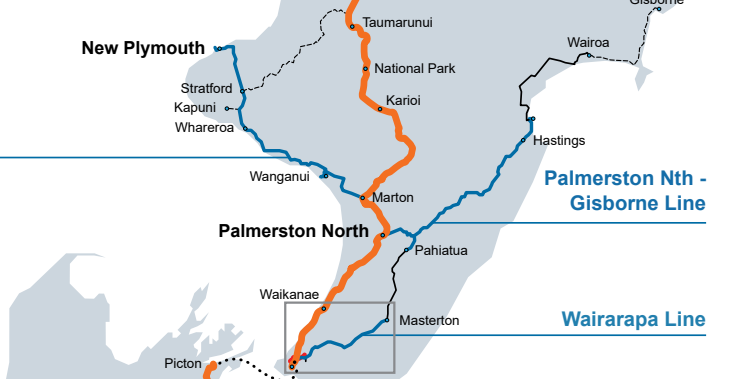 Gisborne
Taumarunui
Wairoa
New Plymouth
National Park
Stratford
Karioi
Kapuni
Whareroa
Hastings
Wanganui
Palmerston Nth -
Gisborne Line
Marton
Palmerston North
Pahiatua
Waikanae
Masterton
Wairarapa Line
Picton